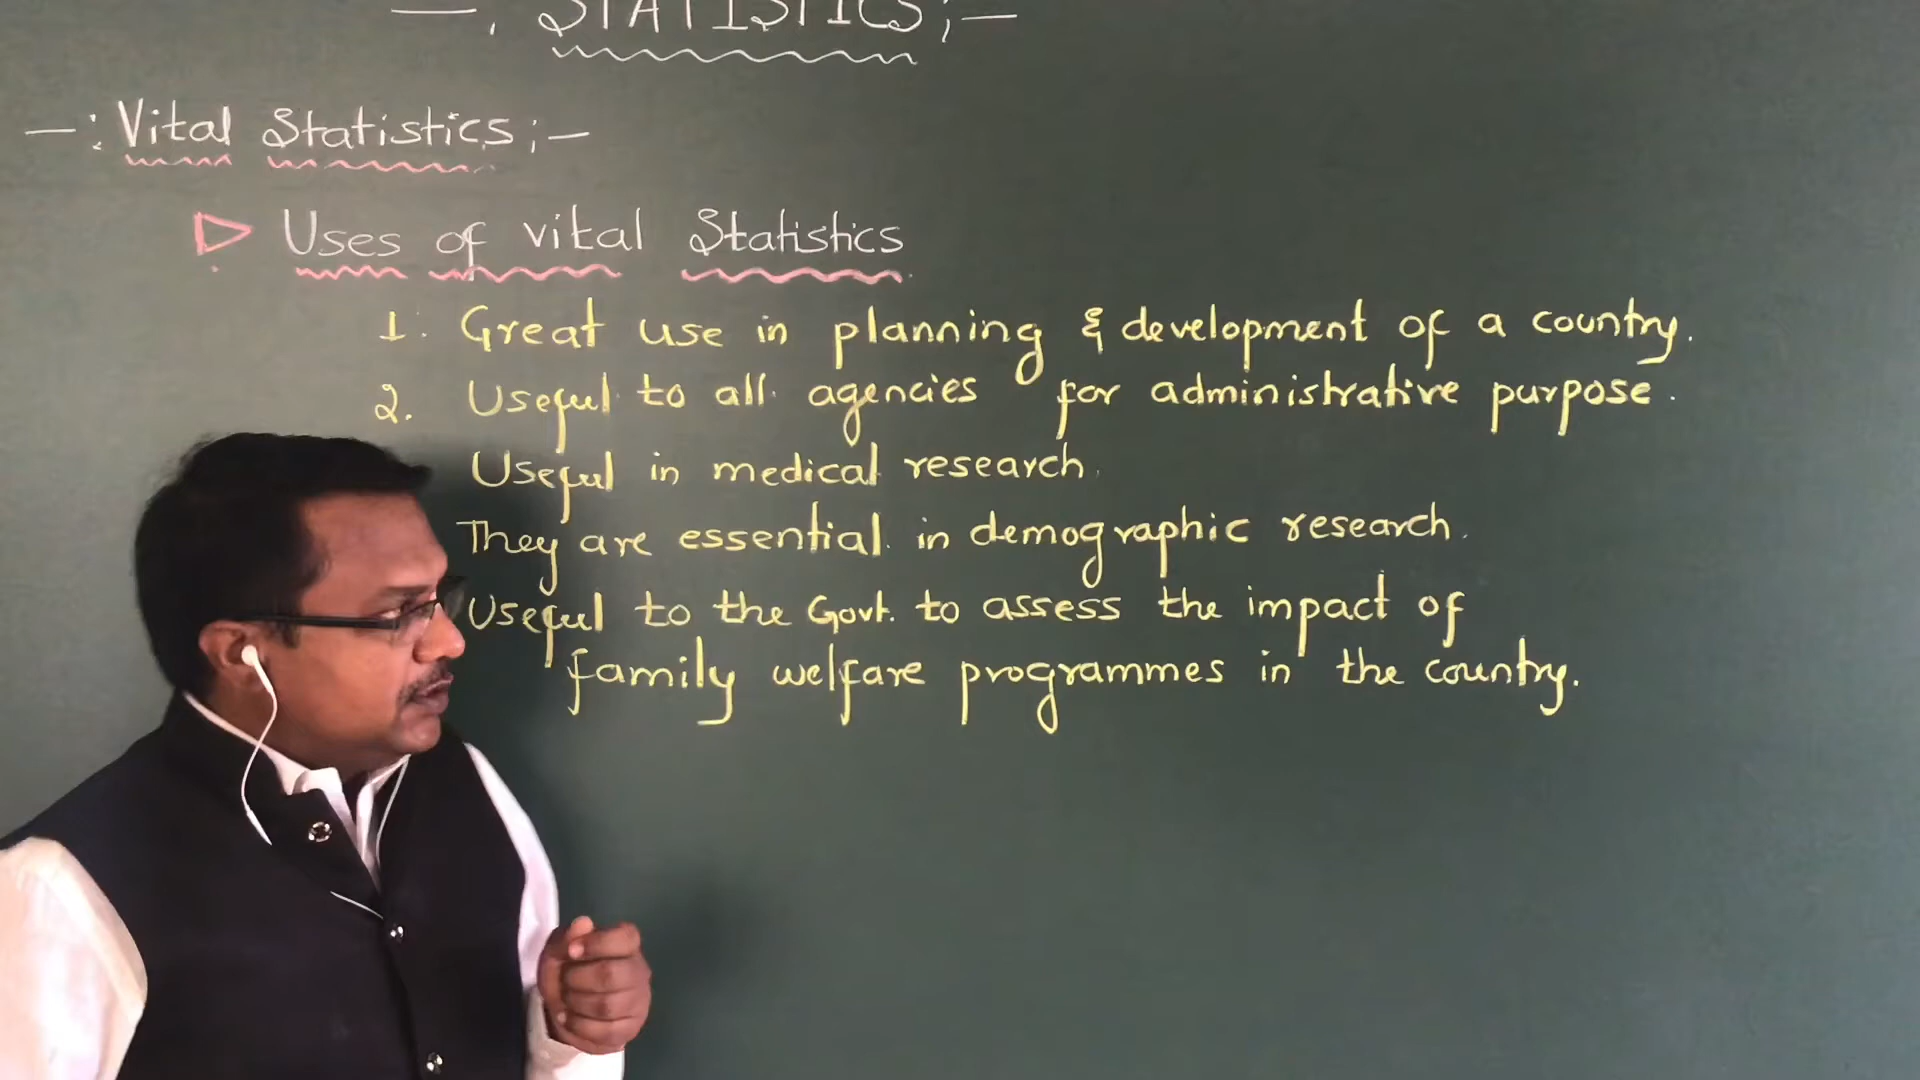 —: STATISTICS ;—
—: Vital Statistics ;—
Uses of vital Statistics
1. Great use in planning & development of a country.
2. Useful to all agencies for administrative purpose.
Useful in medical research.
They are essential in demographic research.
Useful to the Govt. to assess the impact of
family welfare programmes in the country.